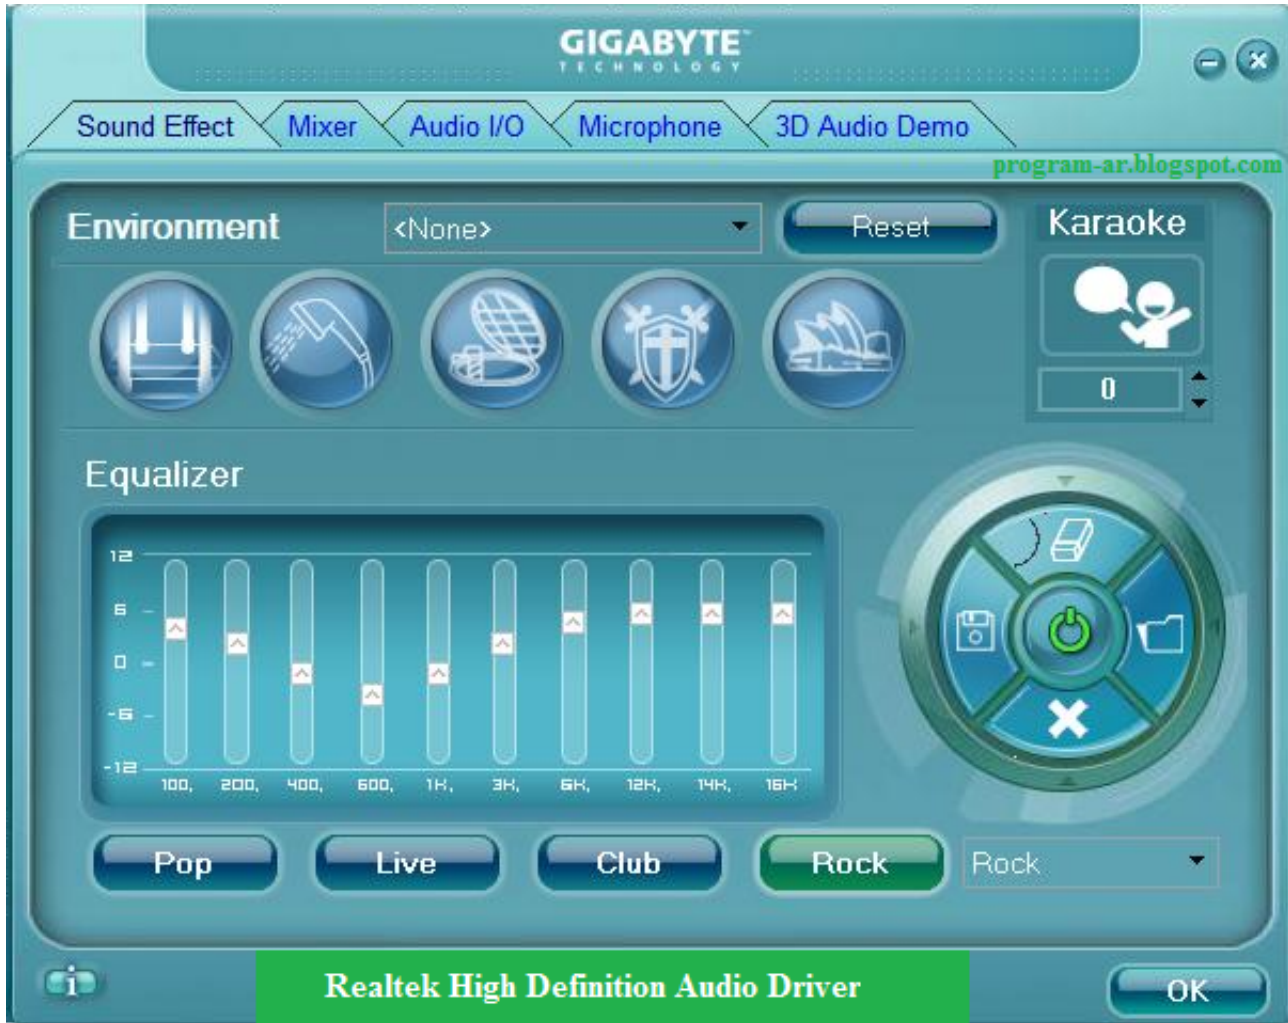 GIGABYTE™
TECHNOLOGY
Sound Effect
Mixer
Audio I/O
Microphone
3D Audio Demo
program-ar.blogspot.com
Environment
<None>
Reset
Karaoke
0
Equalizer
12
6
0
-6
-12
100, 200, 400, 600, 1K, 3K, 6K, 12K, 14K, 16K
Pop
Live
Club
Rock
Rock
i
Realtek High Definition Audio Driver
OK